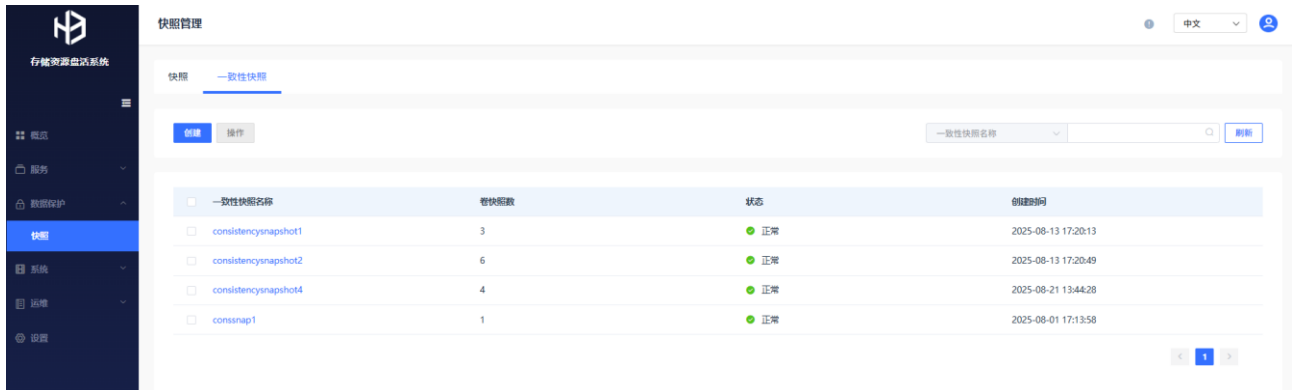 快照管理
中文
存储资源盘活系统
快照 一致性快照
创建 操作 一致性快照名称 刷新
概览
服务
数据保护
快照
系统
运维
设置
一致性快照名称 卷快照数 状态 创建时间
consistencysnapshot1 3 正常 2025-08-13 17:20:13
consistencysnapshot2 6 正常 2025-08-13 17:20:49
consistencysnapshot4 4 正常 2025-08-21 13:44:28
conssnap1 1 正常 2025-08-01 17:13:58
< 1 >